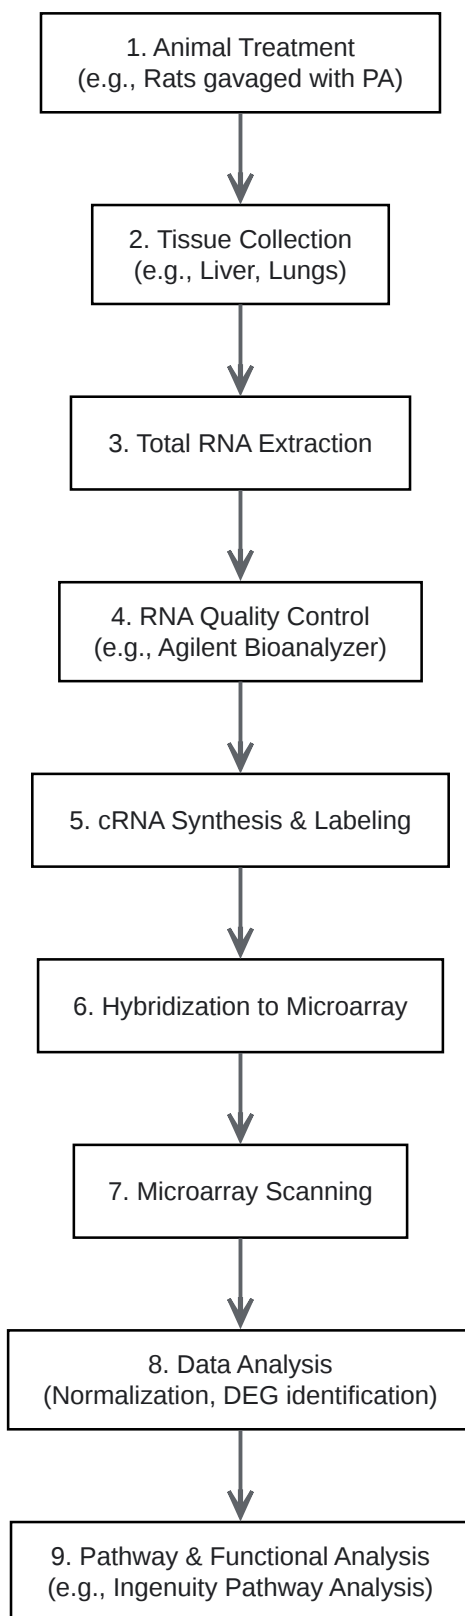 1. Animal Treatment
(e.g., Rats gavaged with PA)
2. Tissue Collection
(e.g., Liver, Lungs)
3. Total RNA Extraction
4. RNA Quality Control
(e.g., Agilent Bioanalyzer)
5. cRNA Synthesis & Labeling
6. Hybridization to Microarray
7. Microarray Scanning
8. Data Analysis
(Normalization, DEG identification)
9. Pathway & Functional Analysis
(e.g., Ingenuity Pathway Analysis)